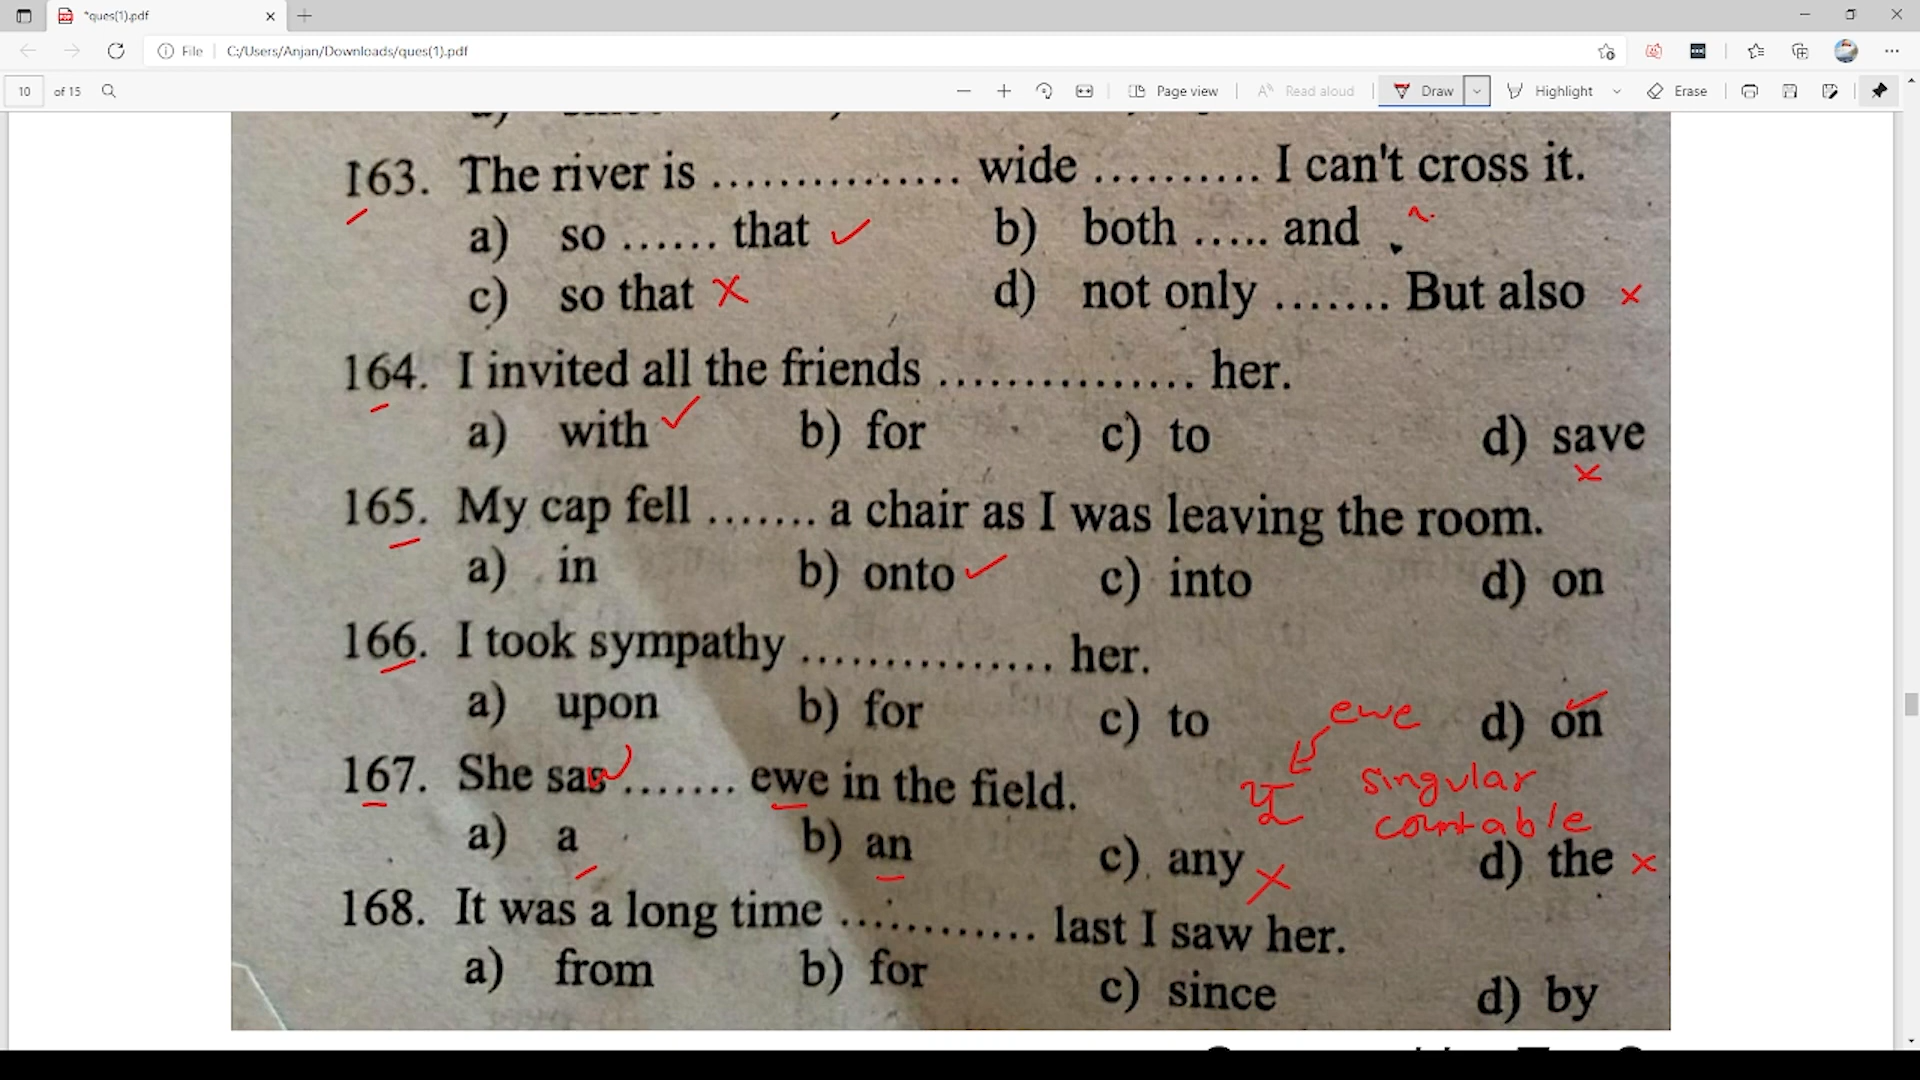 *ques(1).pdf
File C:/Users/Anjan/Downloads/ques(1).pdf
10 of 15 Page view Read aloud Draw Highlight Erase
163. The river is ............... wide .......... I can't cross it.
a) so ...... that ✓ b) both ..... and
c) so that x d) not only ....... But also x
164. I invited all the friends ............... her.
a) with ✓ b) for c) to d) save
x
165. My cap fell ....... a chair as I was leaving the room.
a) in b) onto ✓ c) into d) on
166. I took sympathy ............... her.
a) upon b) for c) to d) on
ewe
167. She sas ....... ewe in the field.
w
singular
countable
a) a b) an c) any x d) the x
168. It was a long time ............ last I saw her.
a) from b) for c) since d) by